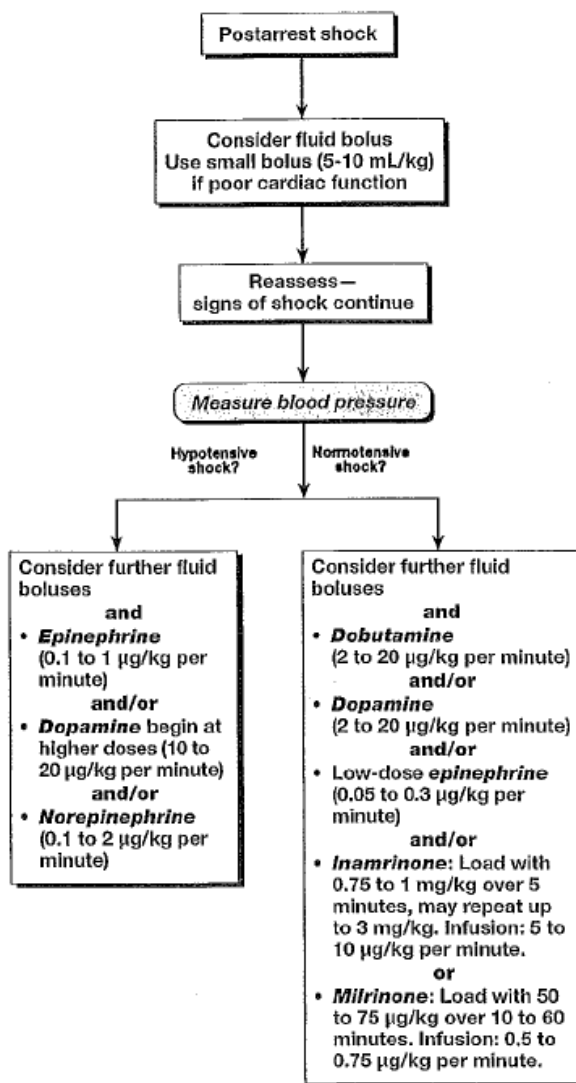 Postarrest shock
Consider fluid bolus
Use small bolus (5-10 mL/kg)
if poor cardiac function
Reassess—
signs of shock continue
Measure blood pressure
Hypotensive
shock?
Normotensive
shock?
Consider further fluid
boluses
and
• Epinephrine
(0.1 to 1 µg/kg per
minute)
and/or
• Dopamine begin at
higher doses (10 to
20 µg/kg per minute)
and/or
• Norepinephrine
(0.1 to 2 µg/kg per
minute)
Consider further fluid
boluses
and
• Dobutamine
(2 to 20 µg/kg per minute)
and/or
• Dopamine
(2 to 20 µg/kg per minute)
and/or
• Low-dose epinephrine
(0.05 to 0.3 µg/kg per
minute)
and/or
• Inamrinone: Load with
0.75 to 1 mg/kg over 5
minutes, may repeat up
to 3 mg/kg. Infusion: 5 to
10 µg/kg per minute.
or
• Milrinone: Load with 50
to 75 µg/kg over 10 to 60
minutes. Infusion: 0.5 to
0.75 µg/kg per minute.